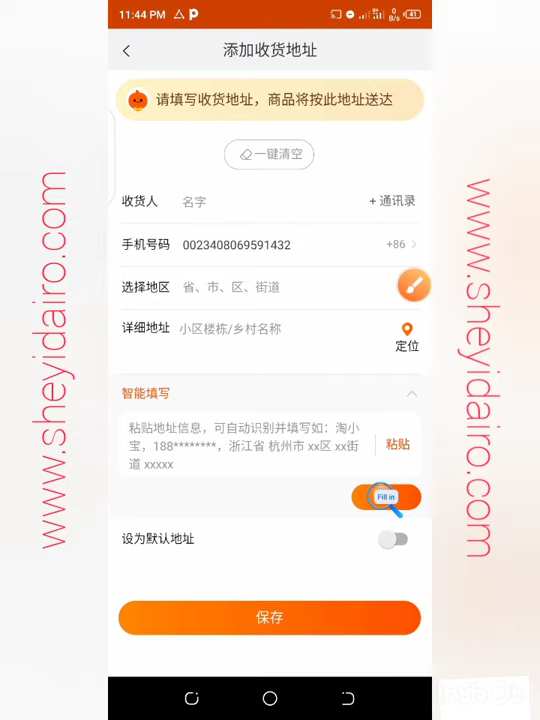 11:44 PM
0 B/s 41
添加收货地址
请填写收货地址，商品将按此地址送达
一键清空
收货人 名字 + 通讯录
手机号码 0023408069591432 +86
选择地区 省、市、区、街道
详细地址 小区楼栋/乡村名称
定位
智能填写
粘贴地址信息，可自动识别并填写如：淘小
宝，188********，浙江省 杭州市 xx区 xx街
道 xxxxx
粘贴
Fill in
设为默认地址
保存
www.sheyidairo.com
www.sheyidairo.com